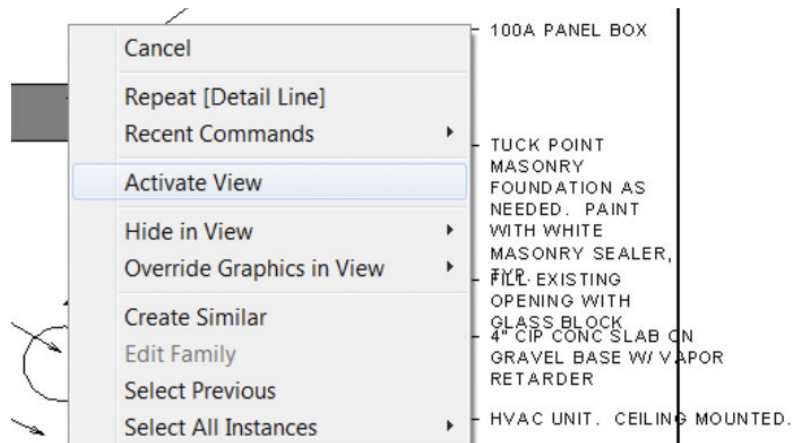 Cancel
Repeat [Detail Line]
Recent Commands
Activate View
Hide in View
Override Graphics in View
Create Similar
Edit Family
Select Previous
Select All Instances
100A PANEL BOX
TUCK POINT
MASONRY
FOUNDATION AS
NEEDED. PAINT
WITH WHITE
MASONRY SEALER,
TYP.
FILL EXISTING
OPENING WITH
GLASS BLOCK
4" CIP CONC SLAB ON
GRAVEL BASE W/ VAPOR
RETARDER
HVAC UNIT. CEILING MOUNTED.